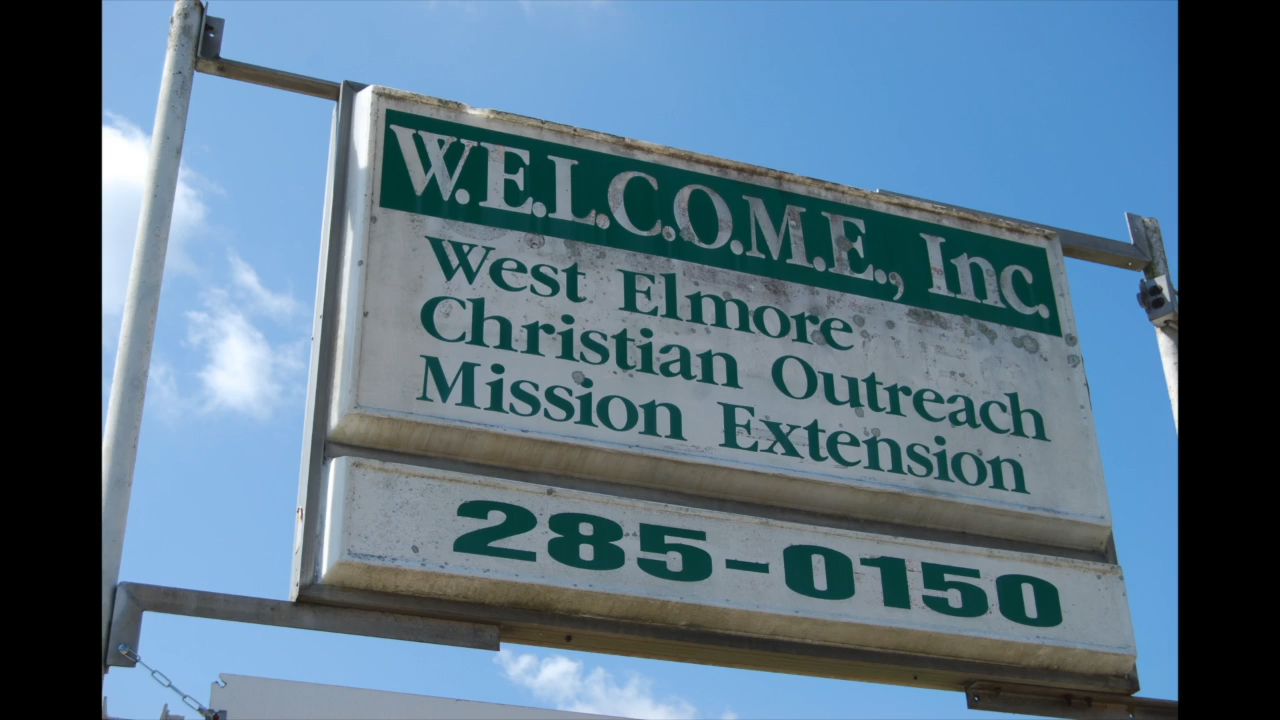 W.E.L.C.O.M.E., Inc.
West Elmore
Christian Outreach
Mission Extension
285-0150